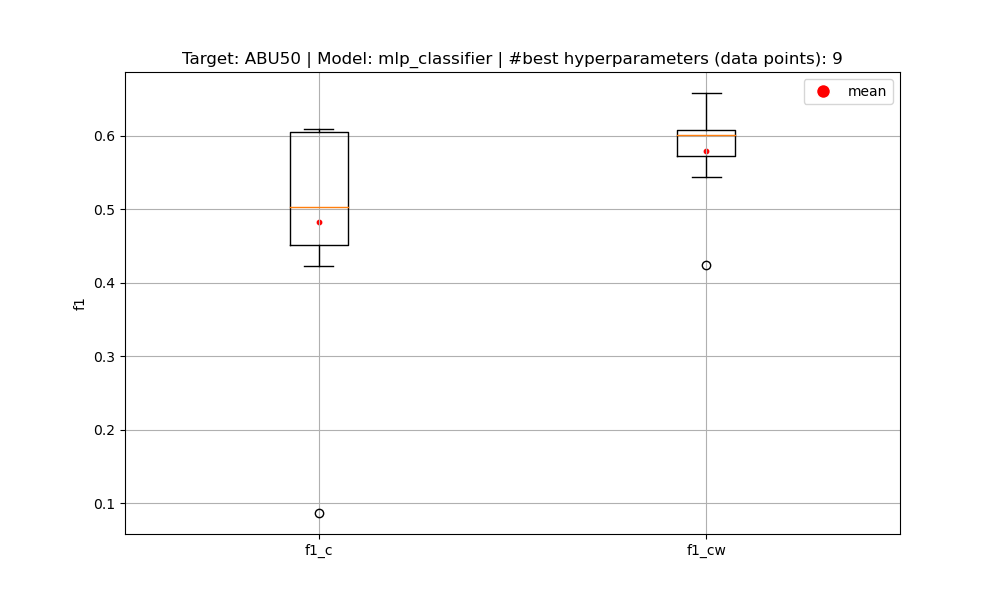 Target: ABU50 | Model: mlp_classifier | #best hyperparameters (data points): 9
mean
0.6
0.5
0.4
0.3
0.2
0.1
f1
f1_c
f1_cw